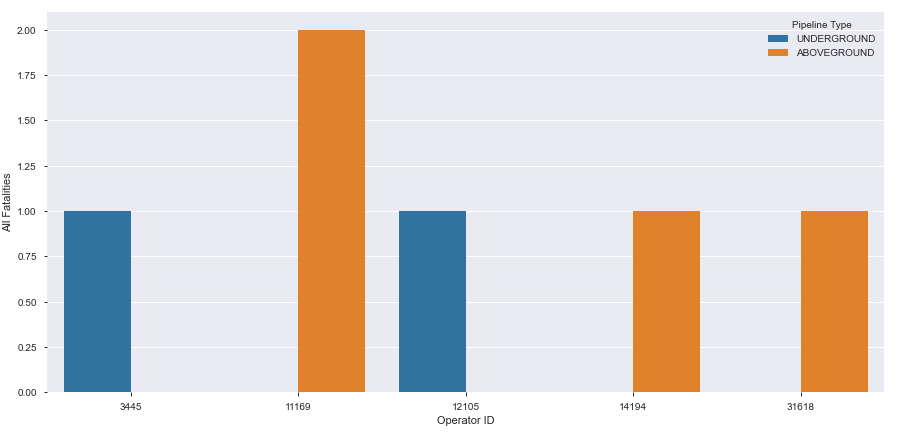 Pipeline Type
UNDERGROUND
ABOVEGROUND
All Fatalities
2.00
1.75
1.50
1.25
1.00
0.75
0.50
0.25
0.00
3445
11169
12105
14194
31618
Operator ID